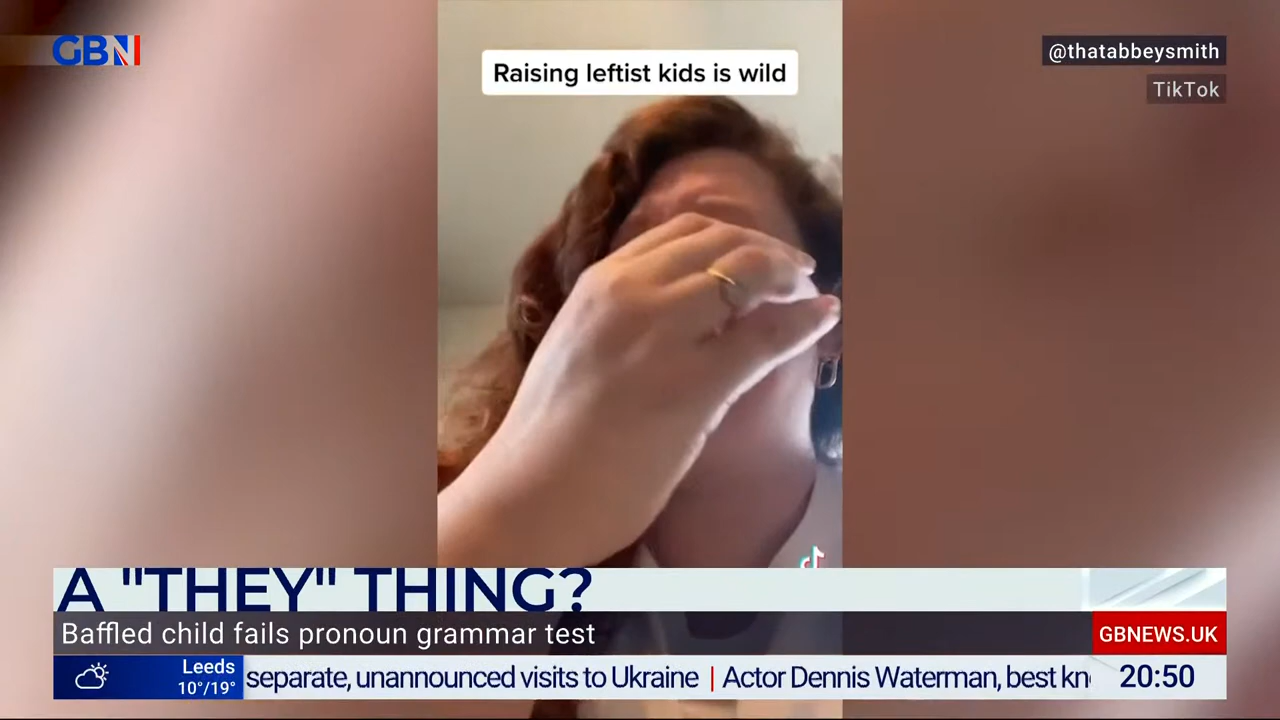 GBN
@thatabbeysmith
TikTok
Raising leftist kids is wild
A "THEY" THING?
Baffled child fails pronoun grammar test
GBNEWS.UK
Leeds
10°/19°
separate, unannounced visits to Ukraine | Actor Dennis Waterman, best
20:50